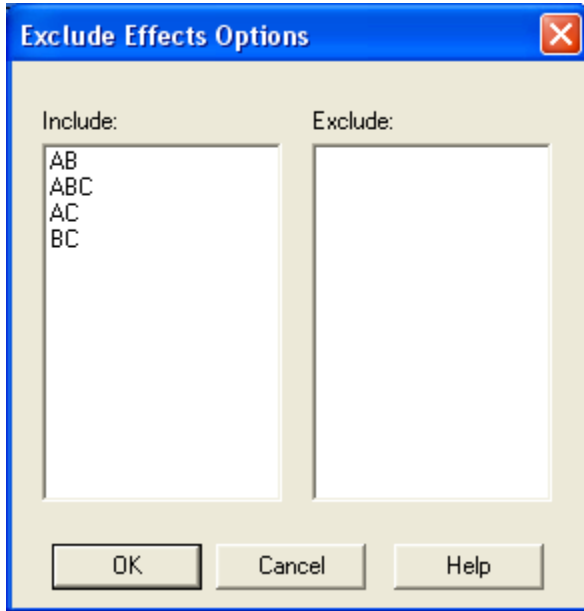 Exclude Effects Options
Include:
Exclude:
AB
ABC
AC
BC
OK
Cancel
Help